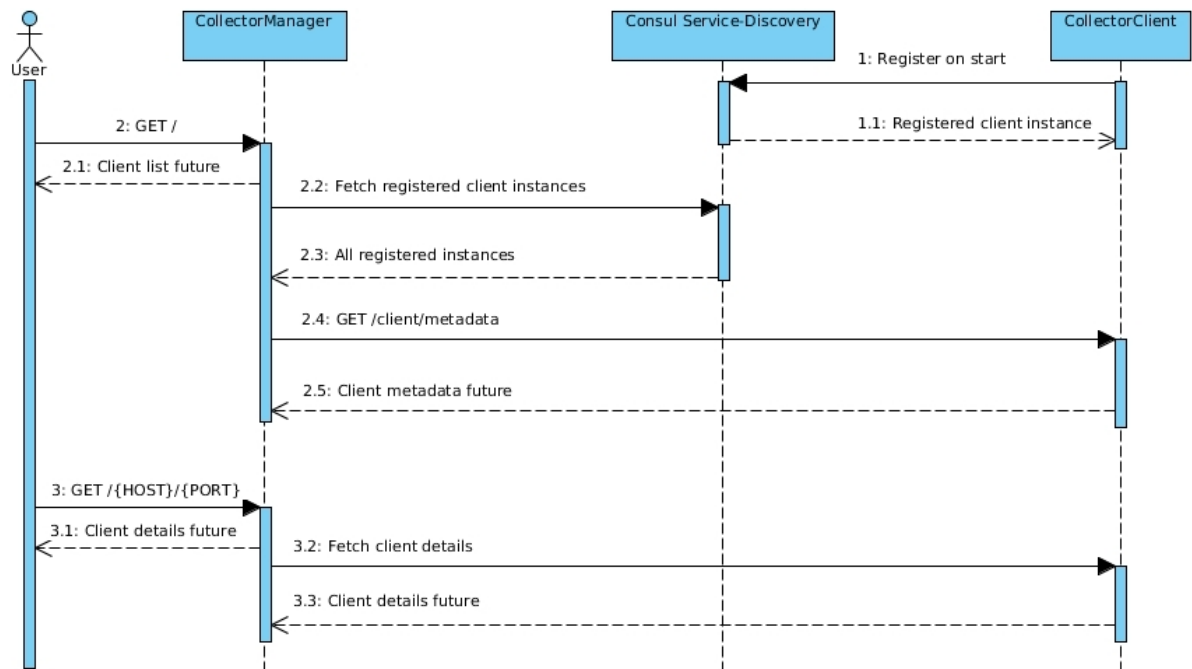 CollectorManager
Consul Service-Discovery
CollectorClient
User
1: Register on start
1.1: Registered client instance
2: GET /
2.1: Client list future
2.2: Fetch registered client instances
2.3: All registered instances
2.4: GET /client/metadata
2.5: Client metadata future
3: GET /{HOST}/{PORT}
3.1: Client details future
3.2: Fetch client details
3.3: Client details future